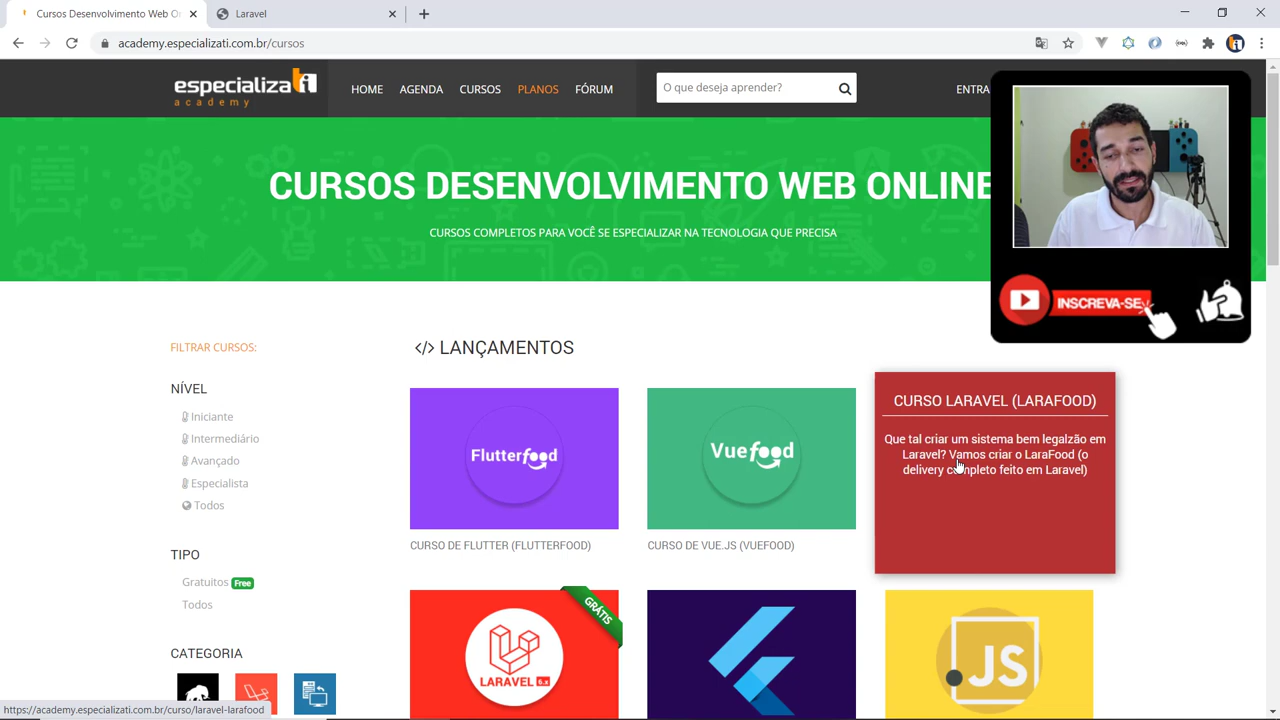 Cursos Desenvolvimento Web On
Laravel
academy.especializati.com.br/cursos
especializati
academy
HOME
AGENDA
CURSOS
PLANOS
FÓRUM
O que deseja aprender?
ENTRA
CURSOS DESENVOLVIMENTO WEB ONLINE
CURSOS COMPLETOS PARA VOCÊ SE ESPECIALIZAR NA TECNOLOGIA QUE PRECISA
INSCREVA-SE
FILTRAR CURSOS:
NÍVEL
Iniciante
Intermediário
Avançado
Especialista
Todos
TIPO
Gratuitos Free
Todos
CATEGORIA
</> LANÇAMENTOS
Flutterfood
CURSO DE FLUTTER (FLUTTERFOOD)
Vuefood
CURSO DE VUE.JS (VUEFOOD)
CURSO LARAVEL (LARAFOOD)
Que tal criar um sistema bem legalzão em
Laravel? Vamos criar o LaraFood (o
delivery completo feito em Laravel)
GRÁTIS
LARAVEL 6.x
JS
https://academy.especializati.com.br/curso/laravel-larafood